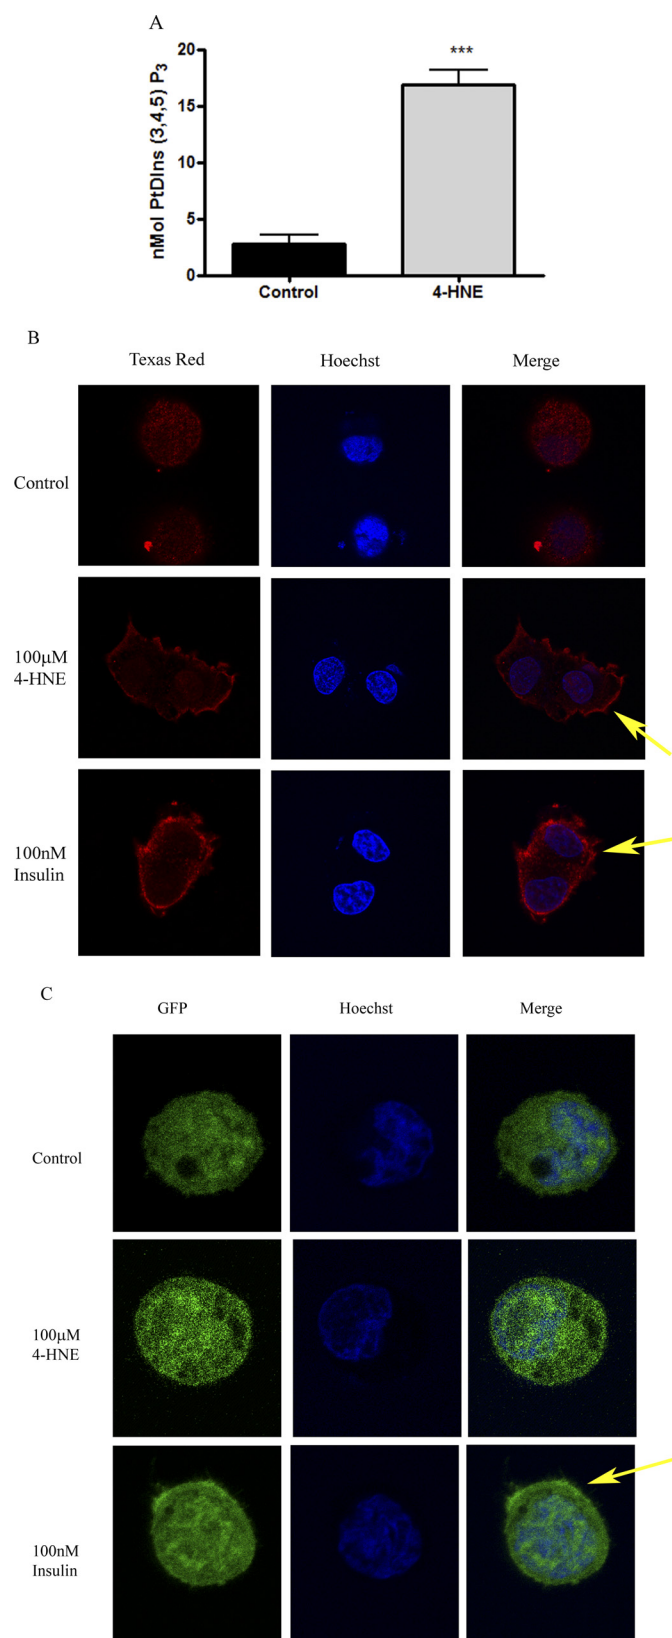 A
***
20
15
10
5
0
nMol PtDIns (3,4,5) P3
Control
4-HNE
B
Texas Red
Hoechst
Merge
Control
100μM
4-HNE
100nM
Insulin
C
GFP
Hoechst
Merge
Control
100μM
4-HNE
100nM
Insulin